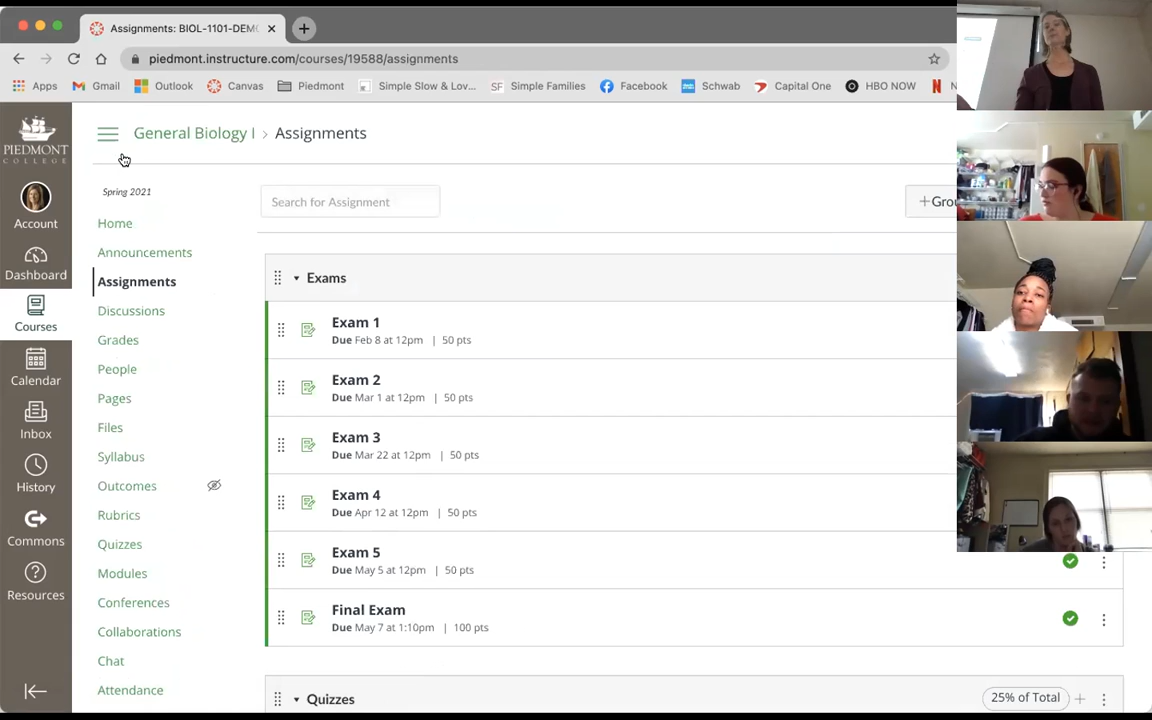 Assignments: BIOL-1101-DEM
piedmont.instructure.com/courses/19588/assignments
Apps
Gmail
Outlook
Canvas
Piedmont
Simple Slow & Lov...
SF Simple Families
Facebook
Schwab
Capital One
HBO NOW
N
PIEDMONT
COLLEGE
Account
Dashboard
Courses
Calendar
Inbox
History
Commons
Resources
General Biology I › Assignments
Spring 2021
Home
Announcements
Assignments
Discussions
Grades
People
Pages
Files
Syllabus
Outcomes
Rubrics
Quizzes
Modules
Conferences
Collaborations
Chat
Attendance
Search for Assignment
+Grou
Exams
Exam 1
Due Feb 8 at 12pm | 50 pts
Exam 2
Due Mar 1 at 12pm | 50 pts
Exam 3
Due Mar 22 at 12pm | 50 pts
Exam 4
Due Apr 12 at 12pm | 50 pts
Exam 5
Due May 5 at 12pm | 50 pts
Final Exam
Due May 7 at 1:10pm | 100 pts
Quizzes
25% of Total +